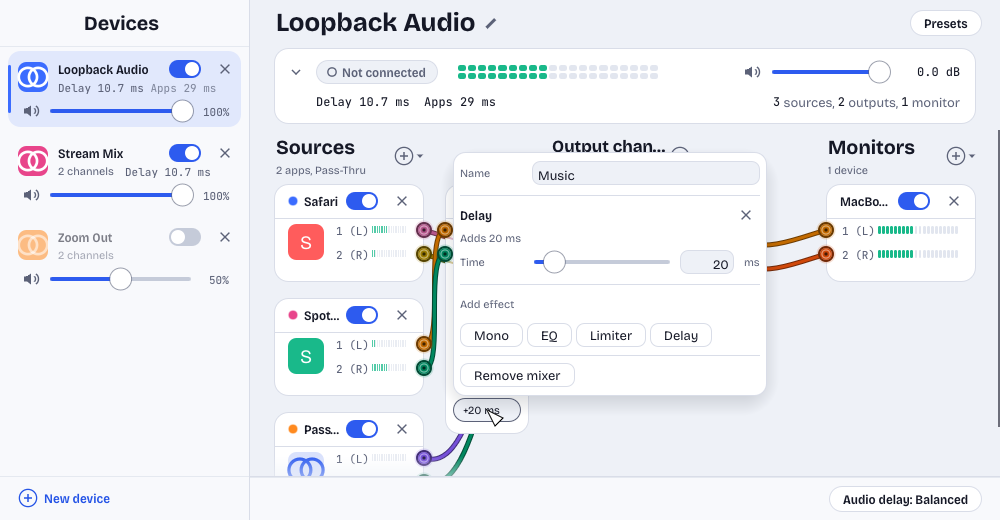 Devices
Loopback Audio
Delay 10.7 ms Apps 29 ms
100%
Stream Mix
2 channels Delay 10.7 ms
100%
Zoom Out
2 channels
50%
New device
Loopback Audio
Presets
Not connected
0.0 dB
Delay 10.7 ms Apps 29 ms
3 sources, 2 outputs, 1 monitor
Sources
2 apps, Pass-Thru
Safari
S
1 (L)
2 (R)
Spot...
S
1 (L)
2 (R)
Pass...
1 (L)
Output chan...
Name
Music
Delay
Adds 20 ms
Time
20
ms
Add effect
Mono
EQ
Limiter
Delay
Remove mixer
+20 ms
Monitors
1 device
MacBo...
1 (L)
2 (R)
Audio delay: Balanced